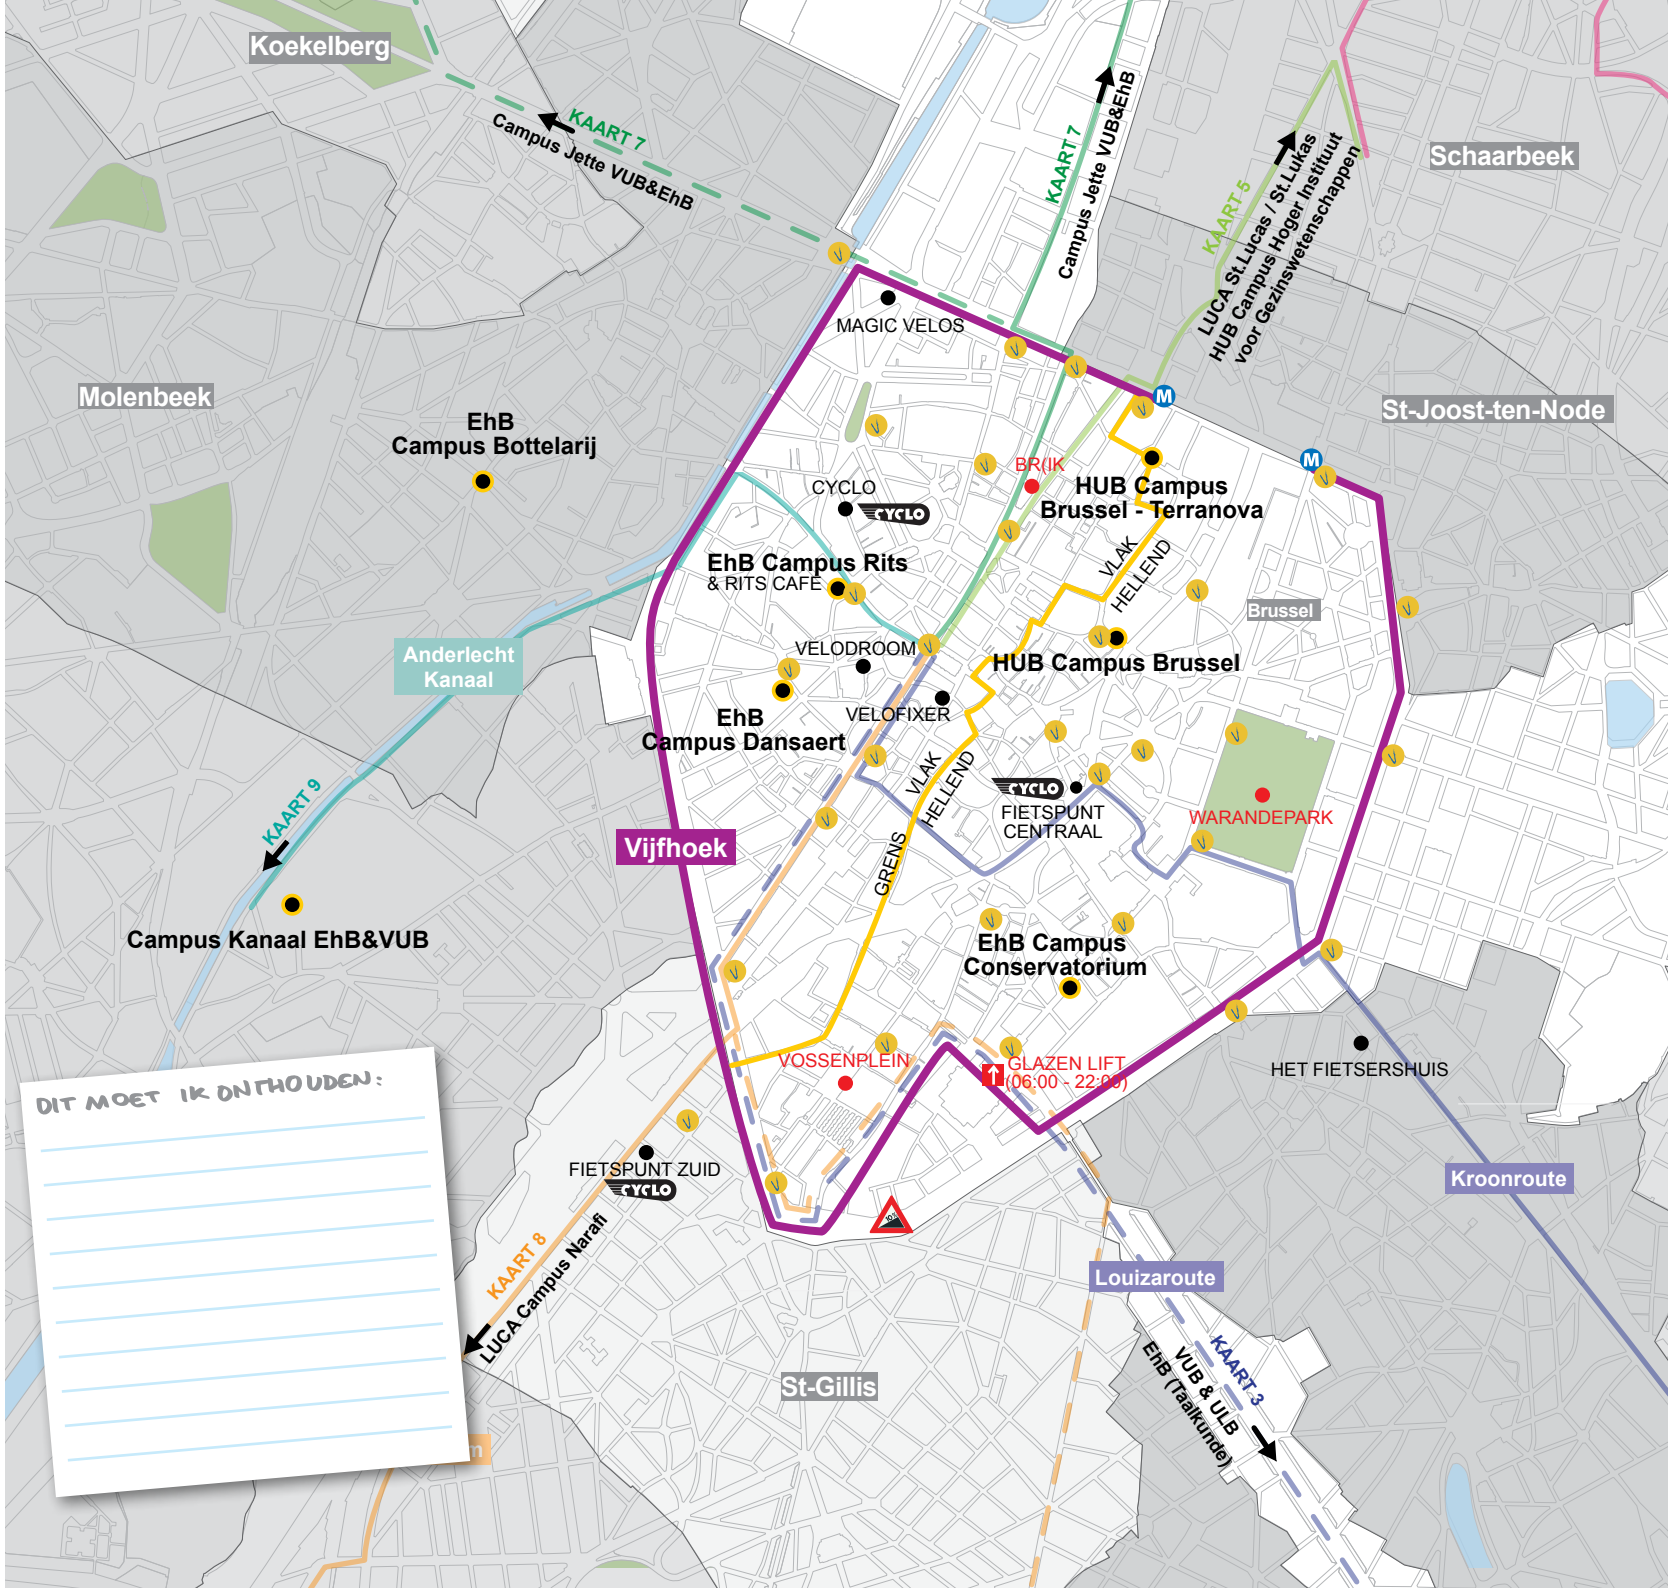 Koekelberg
KAART 7
Campus Jette VUB&EhB
KAART 7
Campus Jette VUB&EhB
KAART 5
LUCA St.Lucas / St.Lukas
HUB Campus Hoger Instituut
voor Gezinswetenschappen
Schaarbeek
MAGIC VELOS
Molenbeek
St-Joost-ten-Node
M
M
EhB
Campus Bottelarij
BR(IK
CYCLO
CYCLO
HUB Campus
Brussel - Terranova
EhB Campus Rits
& RITS CAFÉ
VLAK
HELLEND
Brussel
Anderlecht
Kanaal
VELODROOM
HUB Campus Brussel
EhB
Campus Dansaert
VELOFIXER
VLAK
HELLEND
CYCLO
FIETSPUNT
CENTRAAL
WARANDEPARK
KAART 9
Vijfhoek
GRENS
Campus Kanaal EhB&VUB
EhB Campus
Conservatorium
VOSSENPLEIN
GLAZEN LIFT
(06:00 - 22:00)
HET FIETSERSHUIS
DIT MOET IK ONTHOUDEN:
FIETSPUNT ZUID
CYCLO
10%
Kroonroute
KAART 8
LUCA Campus Narafi
Louizaroute
St-Gillis
KAART 3
VUB & ULB
EhB (Taalkunde)